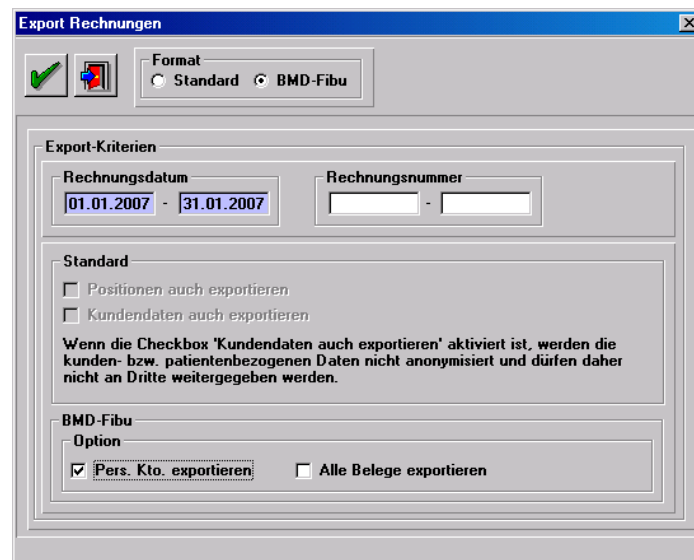 Export Rechnungen
Format
Standard BMD-Fibu
Export-Kriterien
Rechnungsdatum Rechnungsnummer
01.01.2007 - 31.01.2007 -
Standard
Positionen auch exportieren
Kundendaten auch exportieren
Wenn die Checkbox 'Kundendaten auch exportieren' aktiviert ist, werden die
kunden- bzw. patientenbezogenen Daten nicht anonymisiert und dürfen daher
nicht an Dritte weitergegeben werden.
BMD-Fibu
Option
Pers. Kto. exportieren Alle Belege exportieren